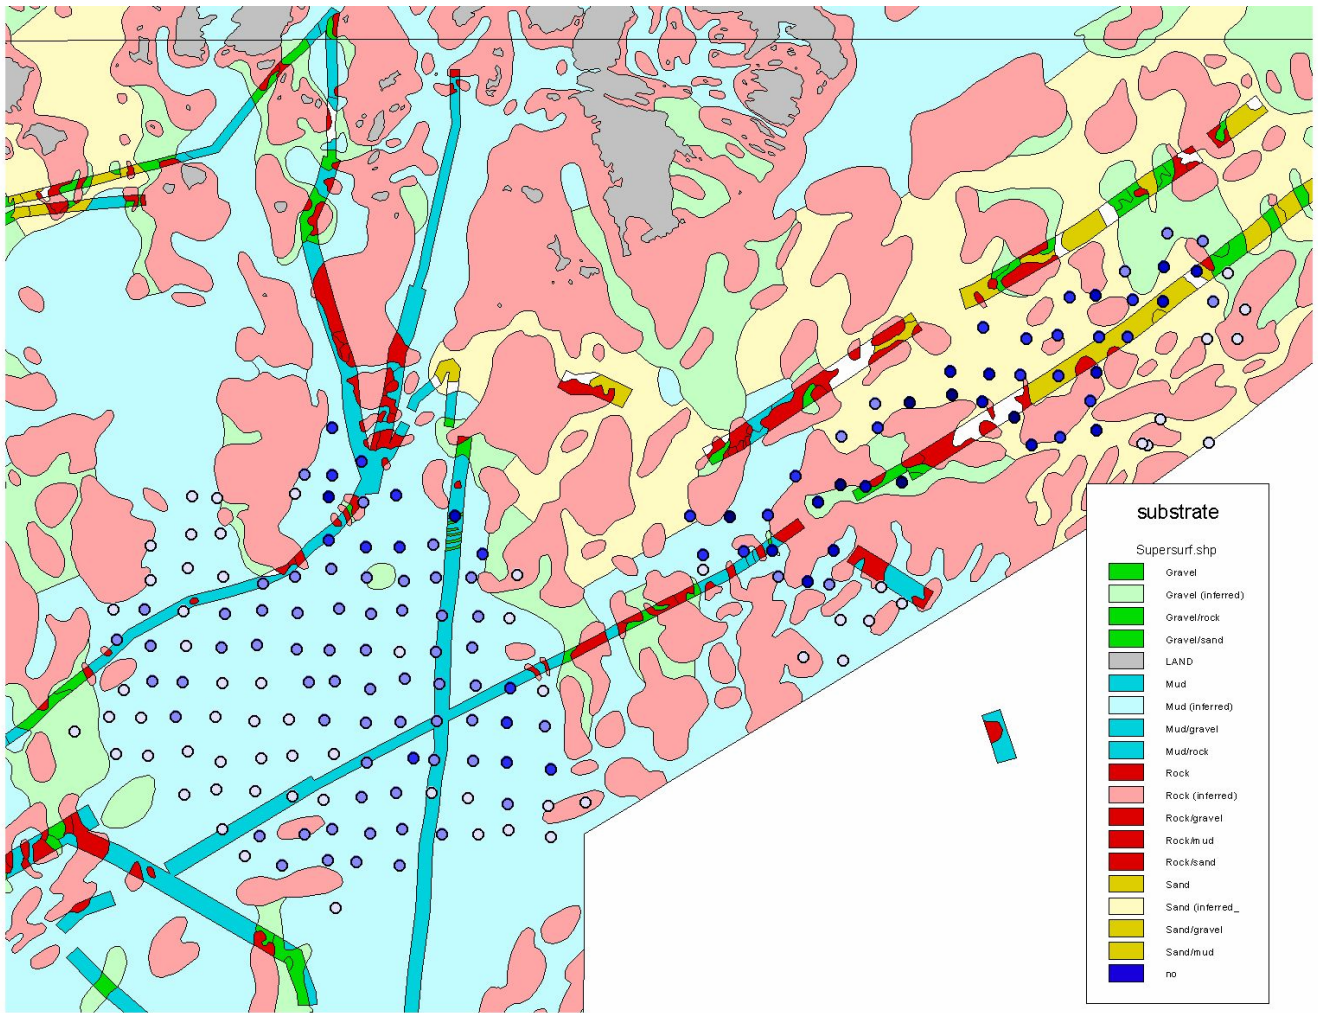 substrate
Supersurf.shp
Gravel
Gravel (inferred)
Gravel/rock
Gravel/sand
LAND
Mud
Mud (inferred)
Mud/gravel
Mud/rock
Rock
Rock (inferred)
Rock/gravel
Rock/mud
Rock/sand
Sand
Sand (inferred_
Sand/gravel
Sand/mud
no